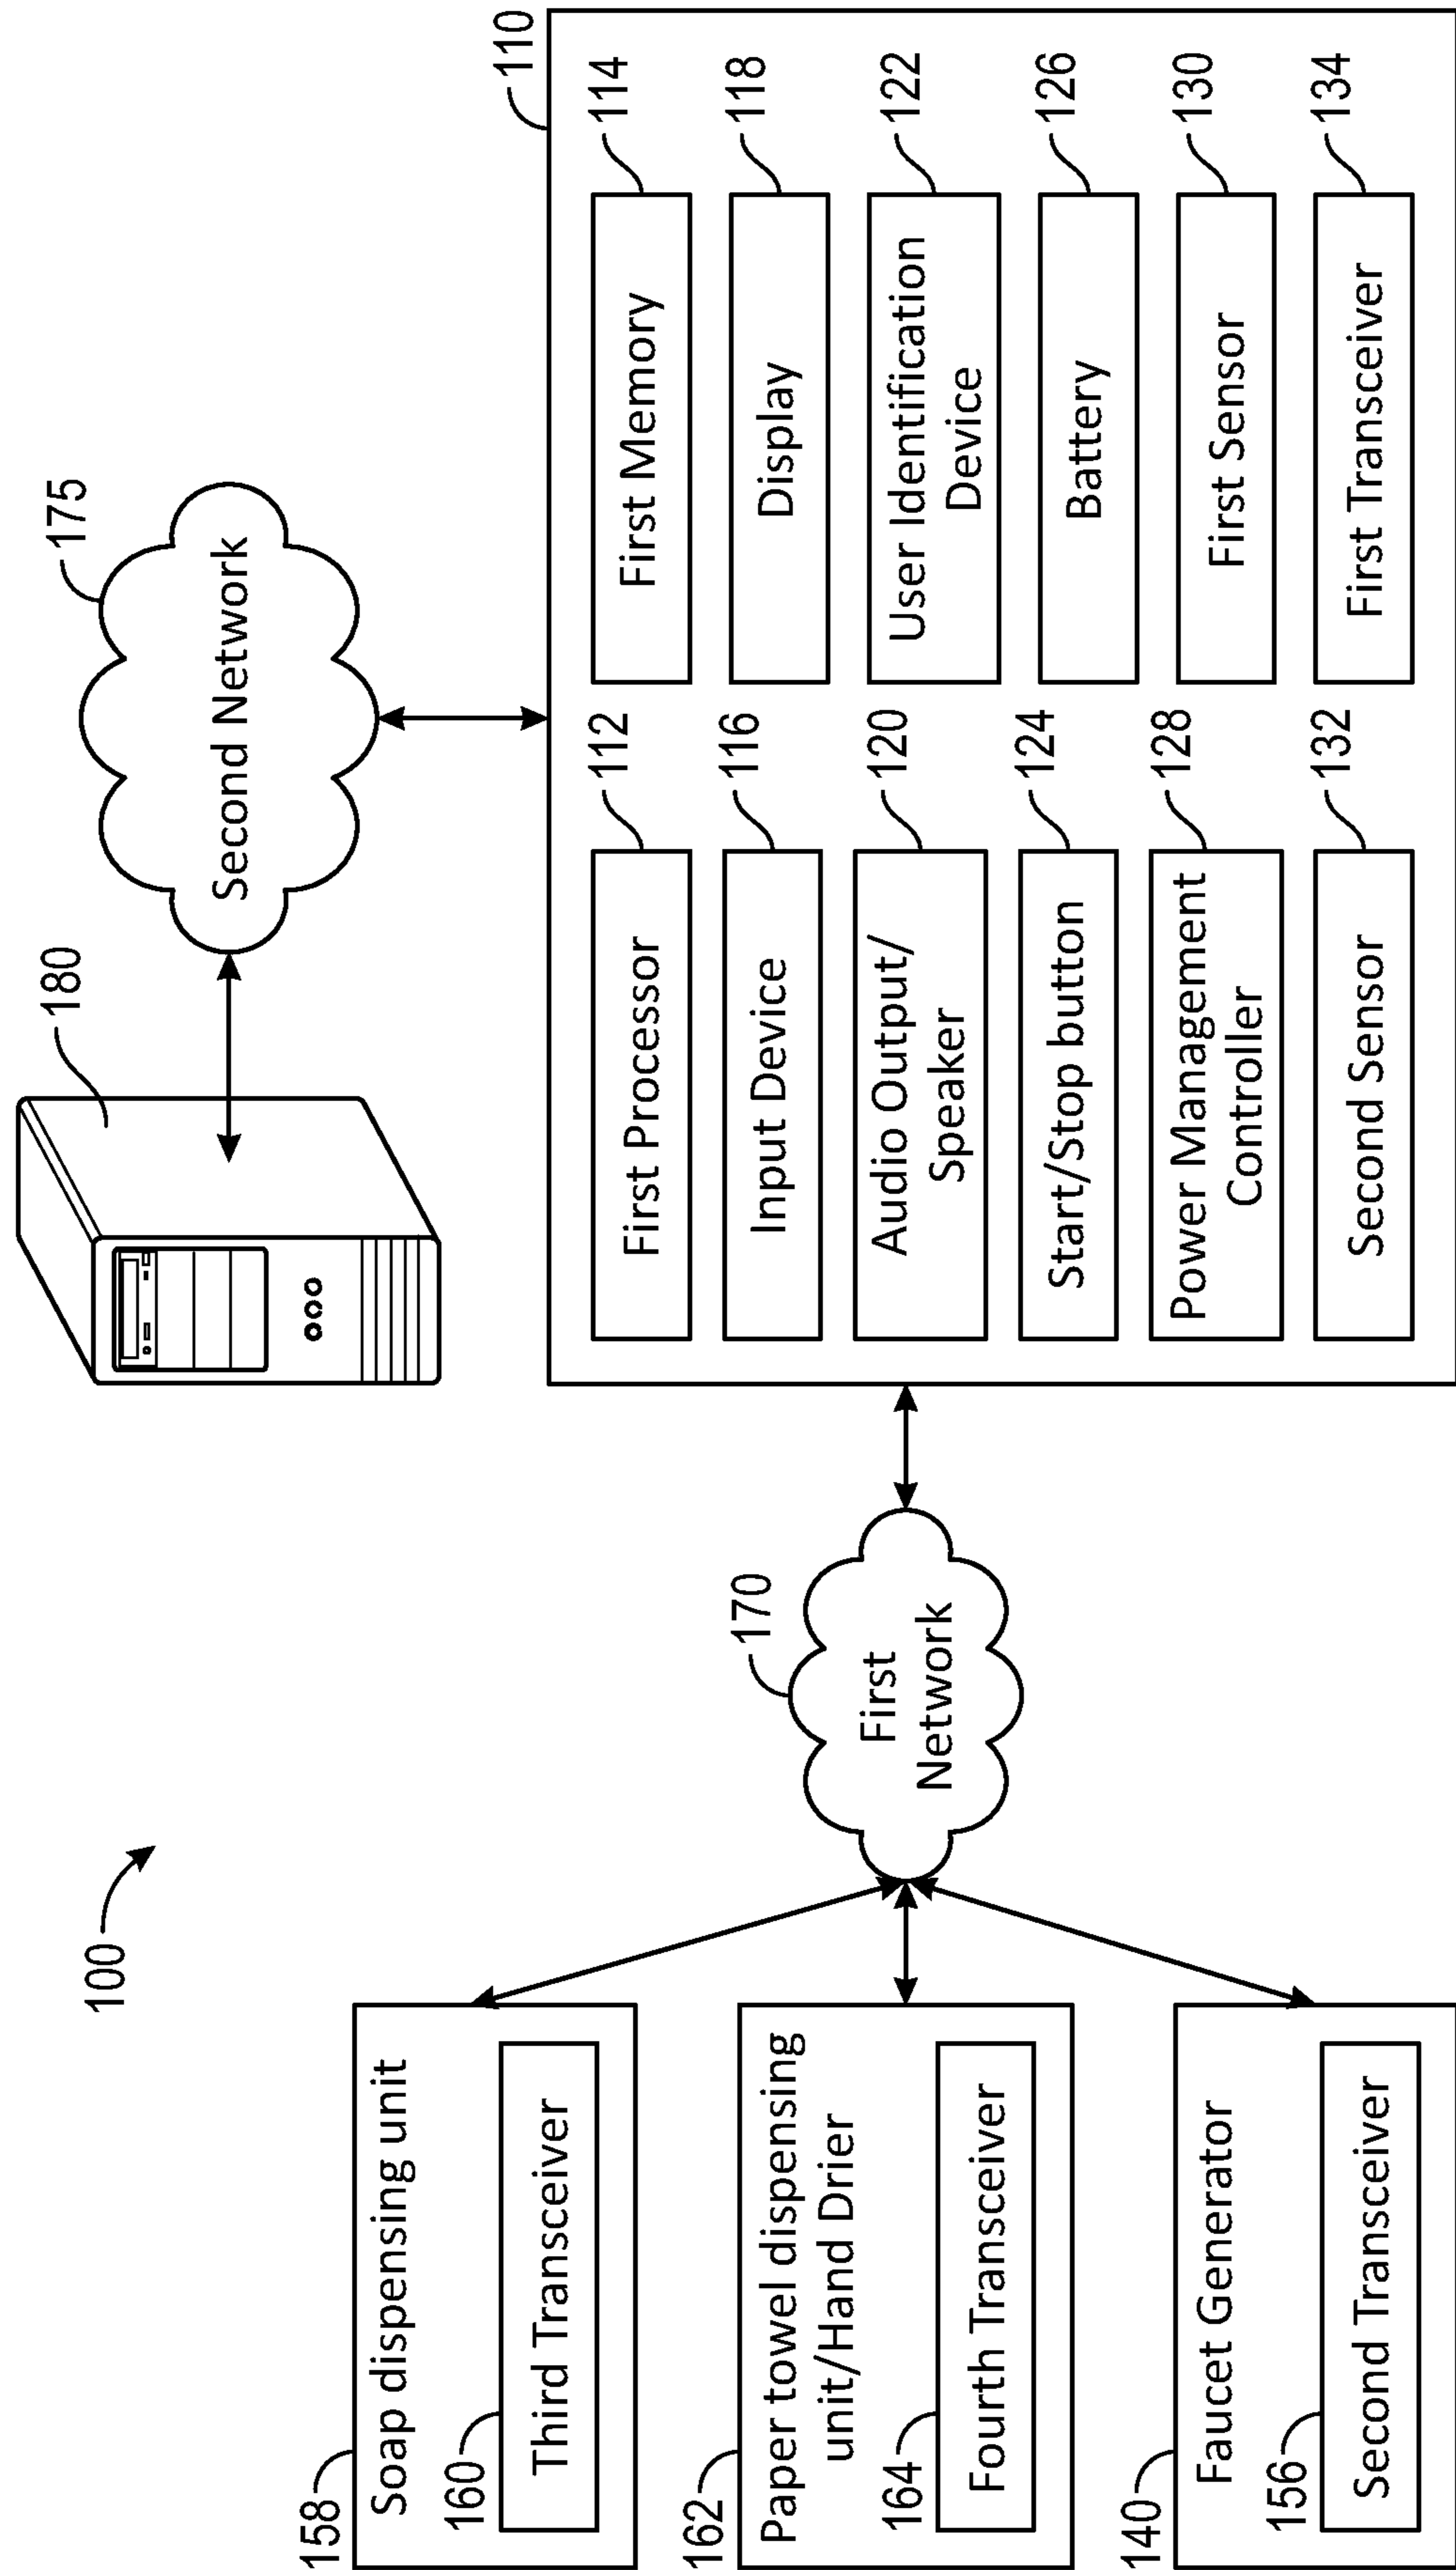 100
180
Second Network
175
158
Soap dispensing unit
160
Third Transceiver
162
Paper towel dispensing
unit/Hand Drier
164
Fourth Transceiver
140
Faucet Generator
156
Second Transceiver
170
First
Network
110
First Processor
112
First Memory
114
Input Device
116
Display
118
Audio Output/
Speaker
120
User Identification
Device
122
Start/Stop button
124
Battery
126
Power Management
Controller
128
First Sensor
130
Second Sensor
132
First Transceiver
134